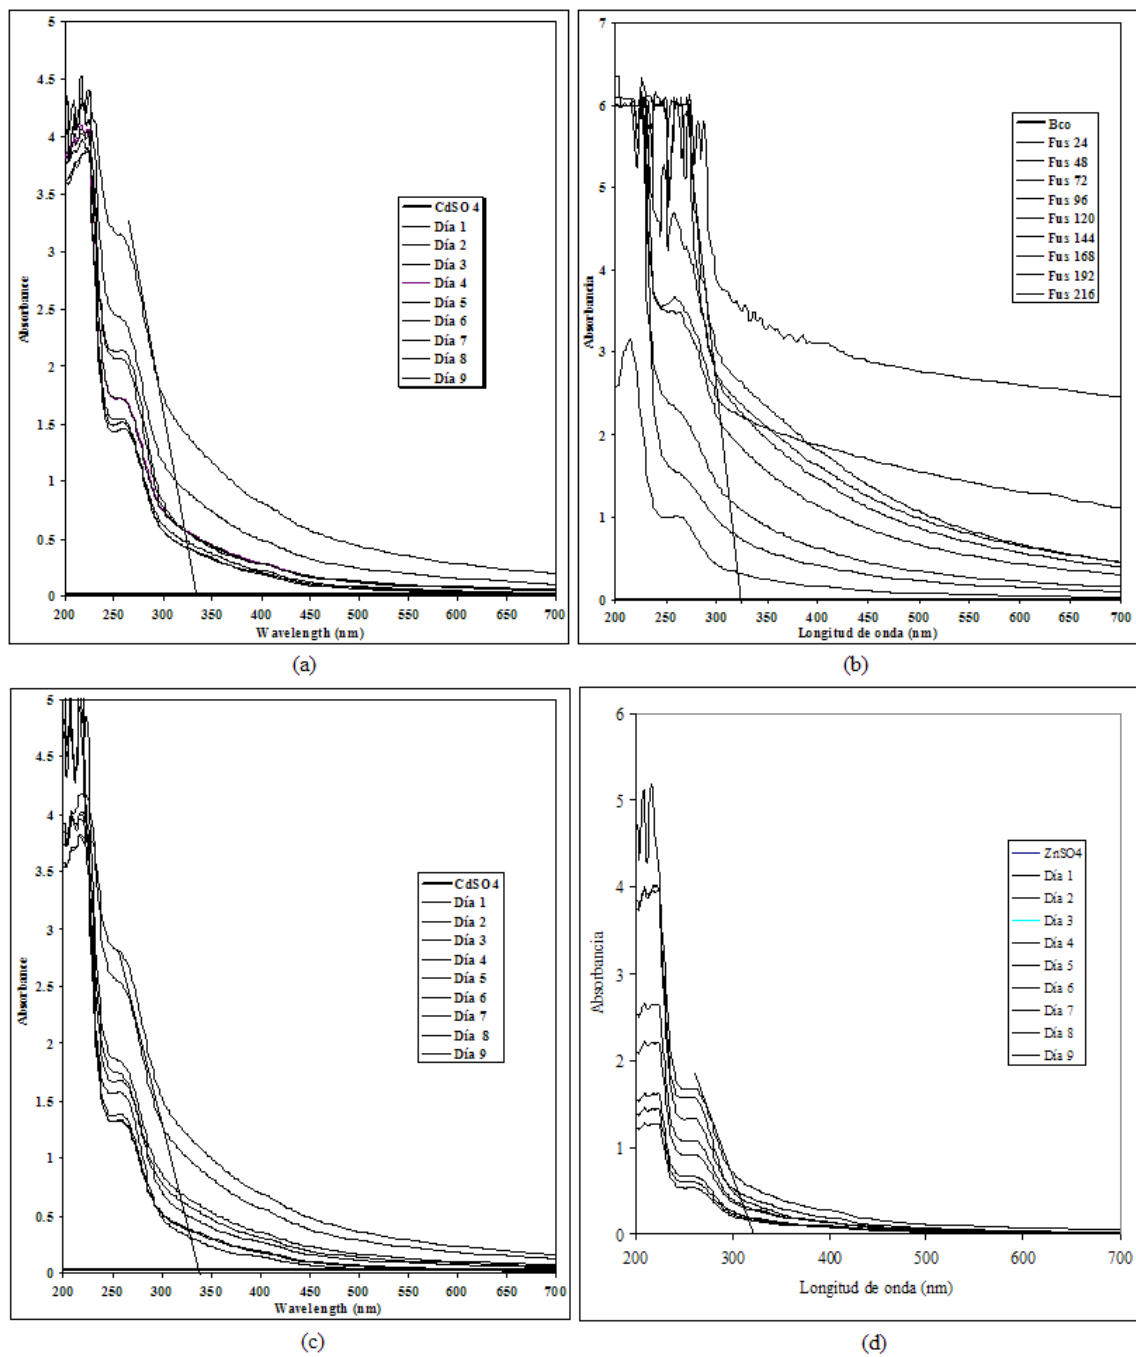 5
4.5
4
3.5
3
2.5
2
1.5
1
0.5
0
Absorbance
200 250 300 350 400 450 500 550 600 650 700
Wavelength (nm)
CdSO4
Día 1
Día 2
Día 3
Día 4
Día 5
Día 6
Día 7
Día 8
Día 9
(a)
7
6
5
4
3
2
1
0
Absorbancia
200 250 300 350 400 450 500 550 600 650 700
Longitud de onda (nm)
Bco
Fus 24
Fus 48
Fus 72
Fus 96
Fus 120
Fus 144
Fus 168
Fus 192
Fus 216
(b)
5
4.5
4
3.5
3
2.5
2
1.5
1
0.5
0
Absorbance
200 250 300 350 400 450 500 550 600 650 700
Wavelength (nm)
CdSO4
Día 1
Día 2
Día 3
Día 4
Día 5
Día 6
Día 7
Día 8
Día 9
(c)
6
5
4
3
2
1
0
Absorbancia
200 300 400 500 600 700
Longitud de onda (nm)
ZnSO4
Día 1
Día 2
Día 3
Día 4
Día 5
Día 6
Día 7
Día 8
Día 9
(d)